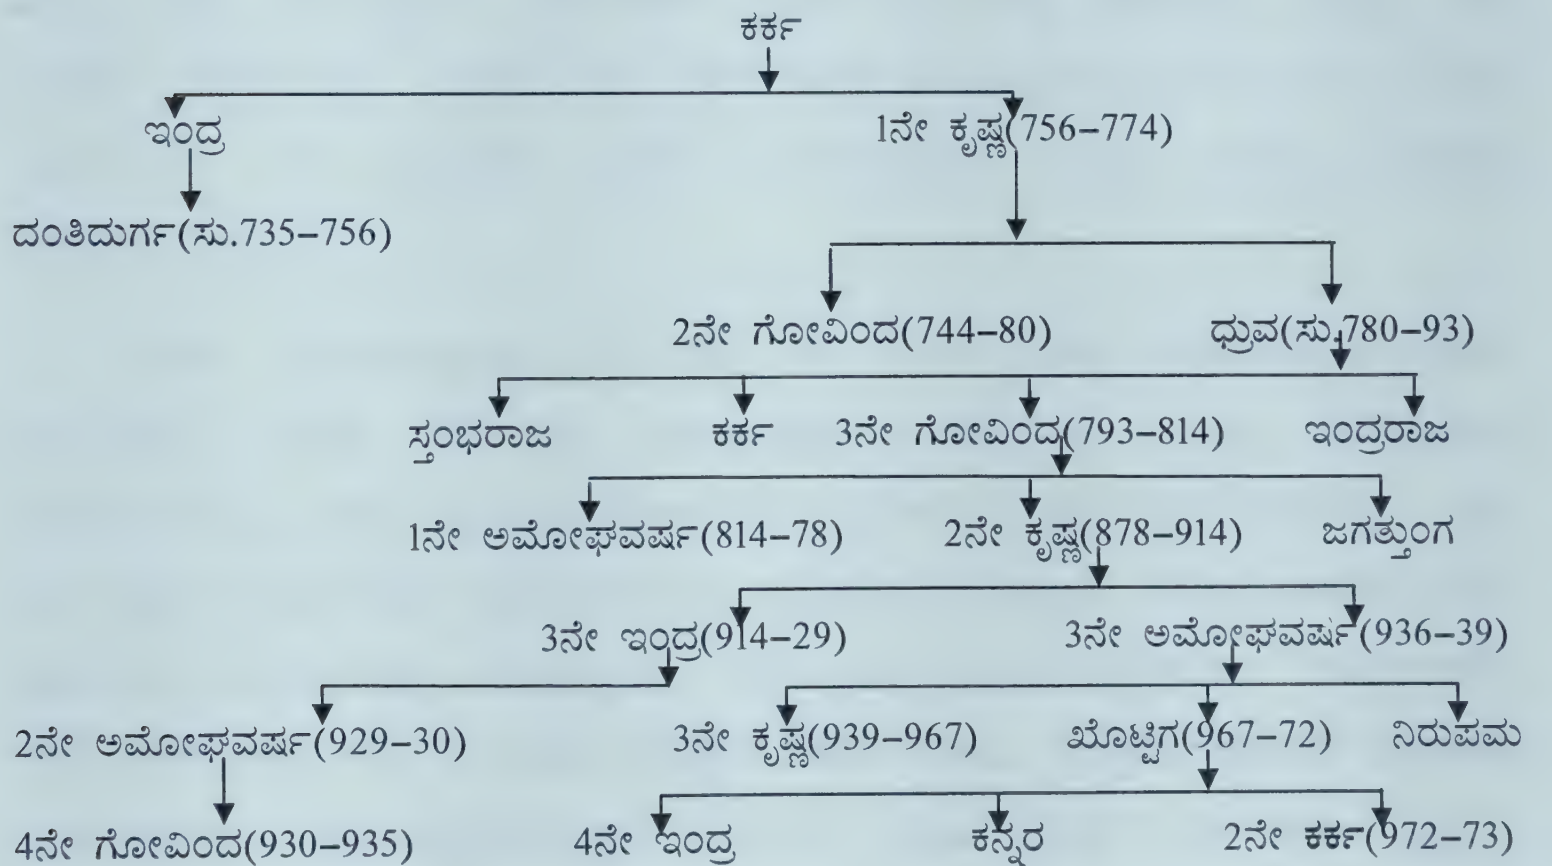 ಕರ್ಕ
ಇಂದ್ರ 1ನೇ ಕೃಷ್ಣ(756–774)
ದಂತಿದುರ್ಗ(ಸು.735–756)
2ನೇ ಗೋವಿಂದ(744–80) ಧ್ರುವ(ಸು.780–93)
ಸ್ತಂಭರಾಜ ಕರ್ಕ 3ನೇ ಗೋವಿಂದ(793–814) ಇಂದ್ರರಾಜ
1ನೇ ಅಮೋಘವರ್ಷ(814–78) 2ನೇ ಕೃಷ್ಣ(878–914) ಜಗತ್ತುಂಗ
3ನೇ ಇಂದ್ರ(914–29) 3ನೇ ಅಮೋಘವರ್ಷ(936–39)
2ನೇ ಅಮೋಘವರ್ಷ(929–30) 3ನೇ ಕೃಷ್ಣ(939–967) ಖೊಟ್ಟಿಗ(967–72) ನಿರುಪಮ
4ನೇ ಗೋವಿಂದ(930–935) 4ನೇ ಇಂದ್ರ ಕನ್ನರ 2ನೇ ಕರ್ಕ(972–73)